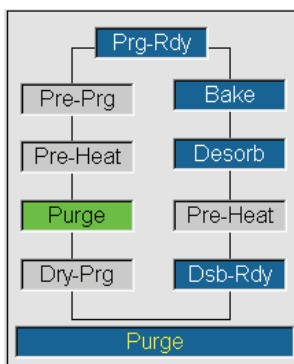 Prg-Rdy
Pre-Prg
Bake
Pre-Heat
Desorb
Purge
Pre-Heat
Dry-Prg
Dsb-Rdy
Purge